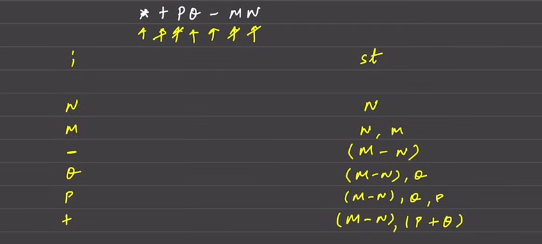 * + P Q - M N
i st
N N
M N, M
- (M-N)
Q (M-N), Q
P (M-N), Q, P
+ (M-N), (P+Q)